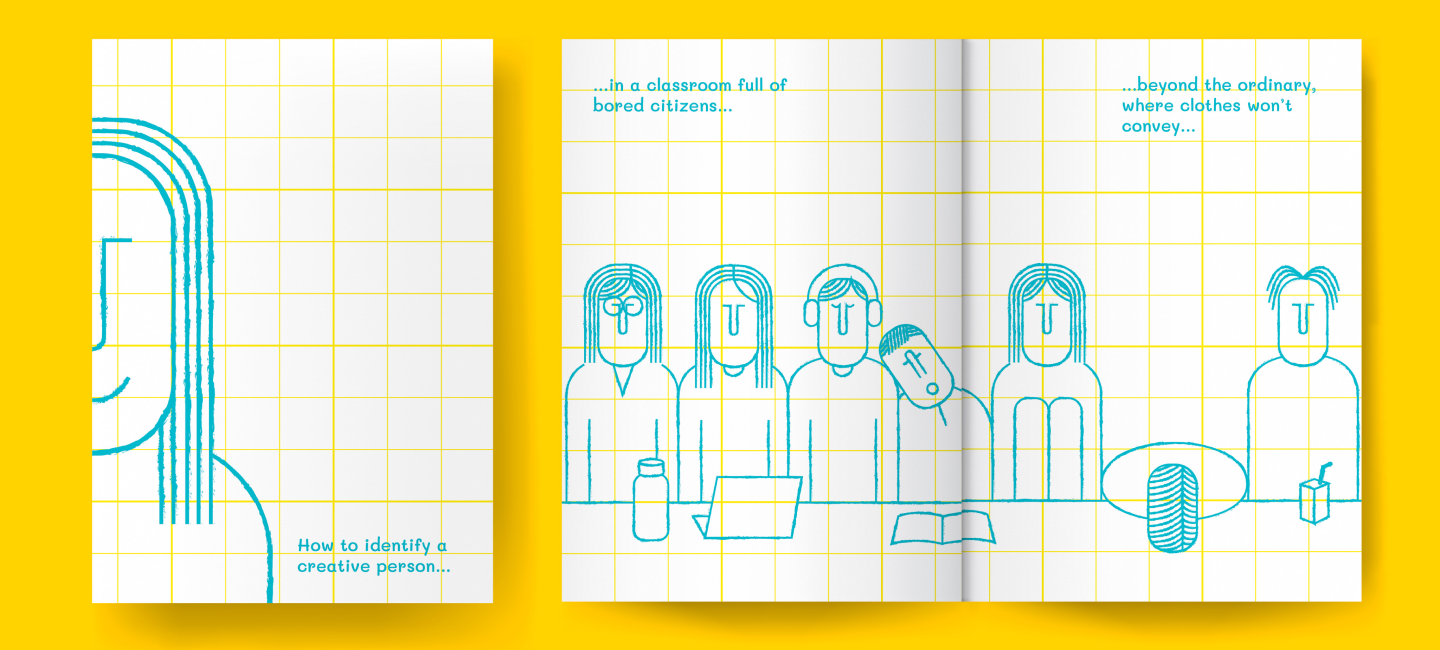 How to identify a
creative person...
...in a classroom full of
bored citizens...
...beyond the ordinary,
where clothes won't
convey...